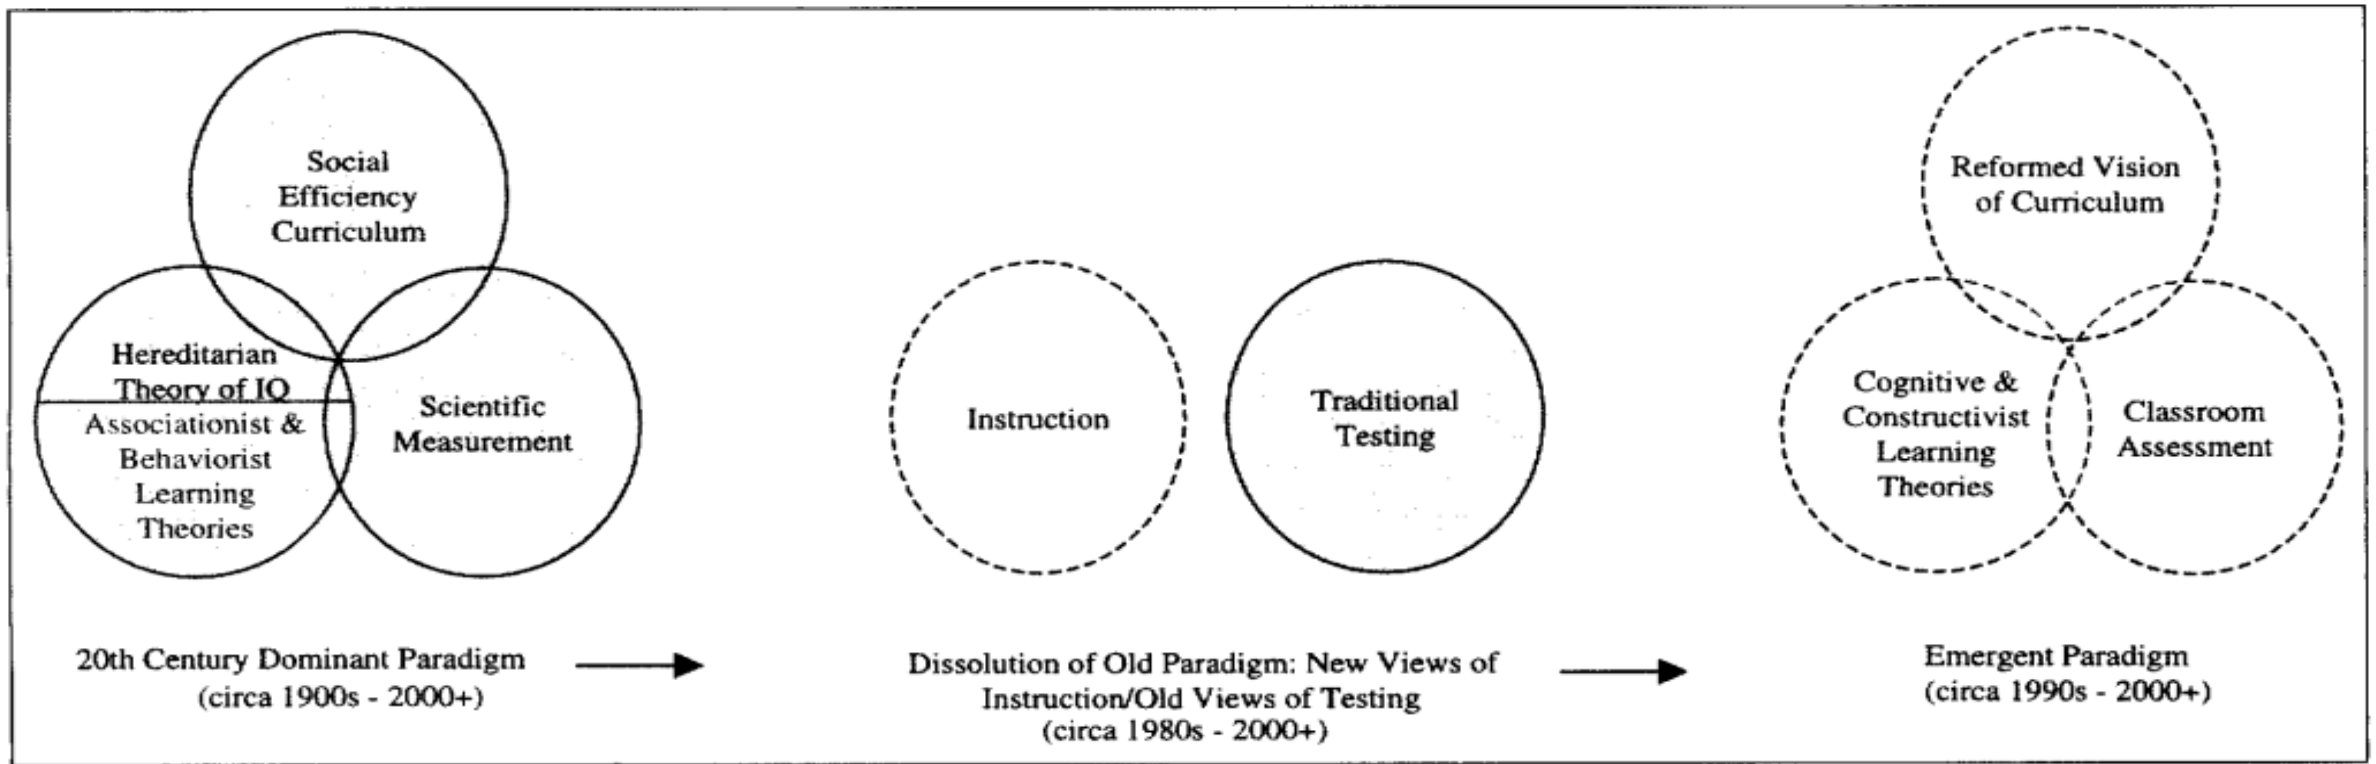 Social
Efficiency
Curriculum
Hereditarian
Theory of IQ
Associationist &
Behaviorist
Learning
Theories
Scientific
Measurement
20th Century Dominant Paradigm
(circa 1900s - 2000+)
Instruction
Traditional
Testing
Dissolution of Old Paradigm: New Views of
Instruction/Old Views of Testing
(circa 1980s - 2000+)
Reformed Vision
of Curriculum
Cognitive &
Constructivist
Learning
Theories
Classroom
Assessment
Emergent Paradigm
(circa 1990s - 2000+)